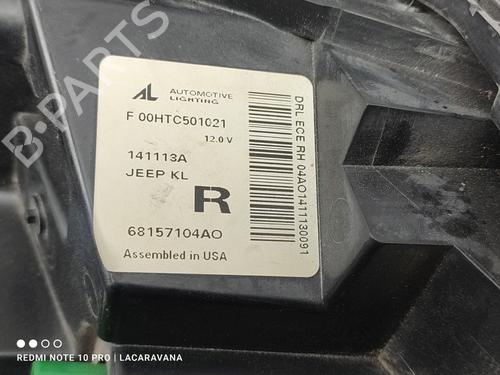 AL AUTOMOTIVE
LIGHTING
F 00HTC501021
12.0 V
141113A
JEEP KL
R
68157104AO
Assembled in USA
DRL ECE RH 04AO1411130091
B-PARTS
REDMI NOTE 10 PRO | LACARAVANA